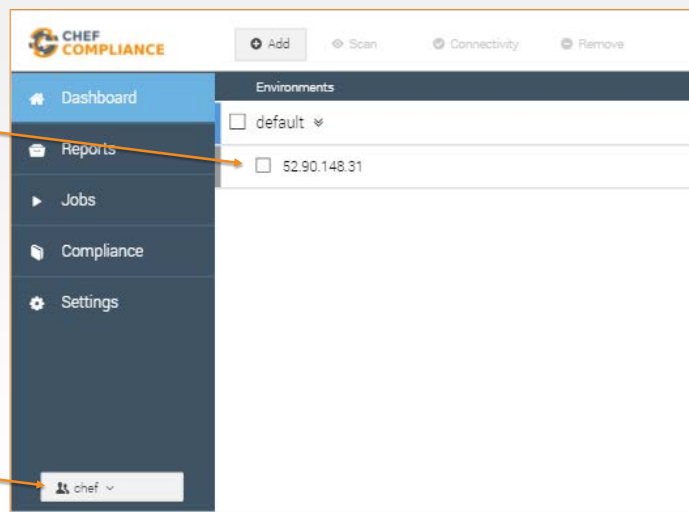 CHEF
COMPLIANCE
Add Scan Connectivity Remove
Dashboard
Environments
default
Reports
52.90.148.31
Jobs
Compliance
Settings
chef